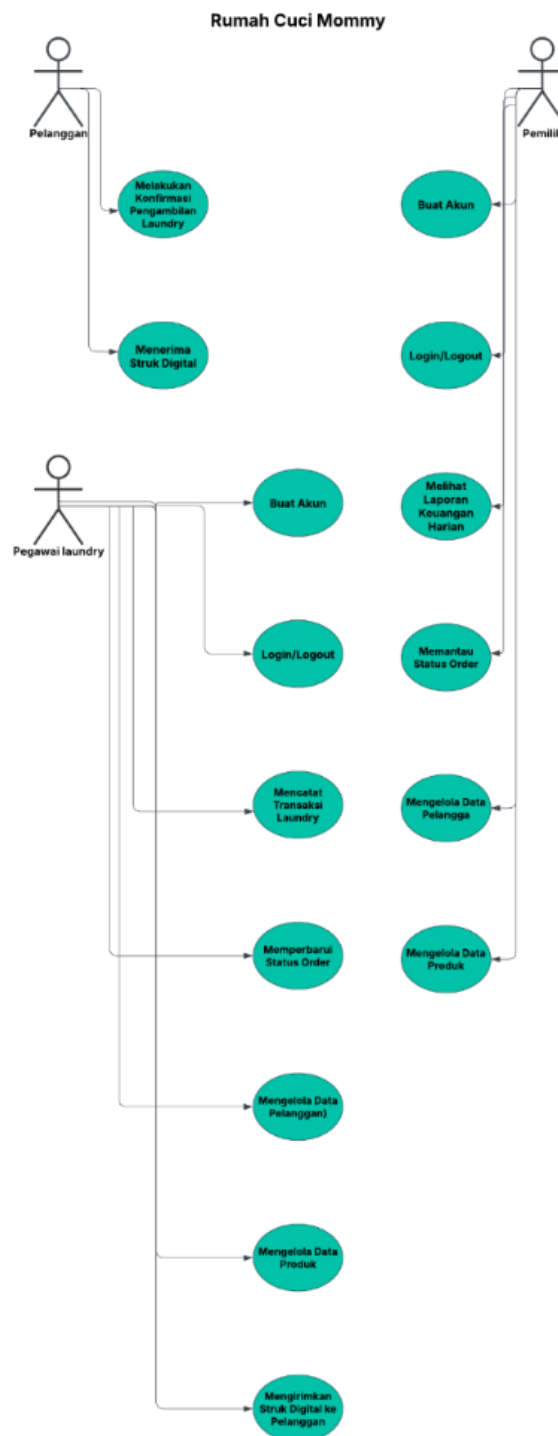 Rumah Cuci Mommy
Pelanggan
Pemilik
Melakukan
Konfirmasi
Pengambilan
Laundry
Buat Akun
Menerima
Struk Digital
Login/Logout
Pegawai laundry
Buat Akun
Melihat
Laporan
Keuangan
Harian
Login/Logout
Memantau
Status Order
Mencatat
Transaksi
Laundry
Mengelola Data
Pelangga
Memperbarui
Status Order
Mengelola Data
Produk
Mengelola Data
Pelanggan)
Mengelola Data
Produk
Mengirimkan
Struk Digital ke
Pelanggan